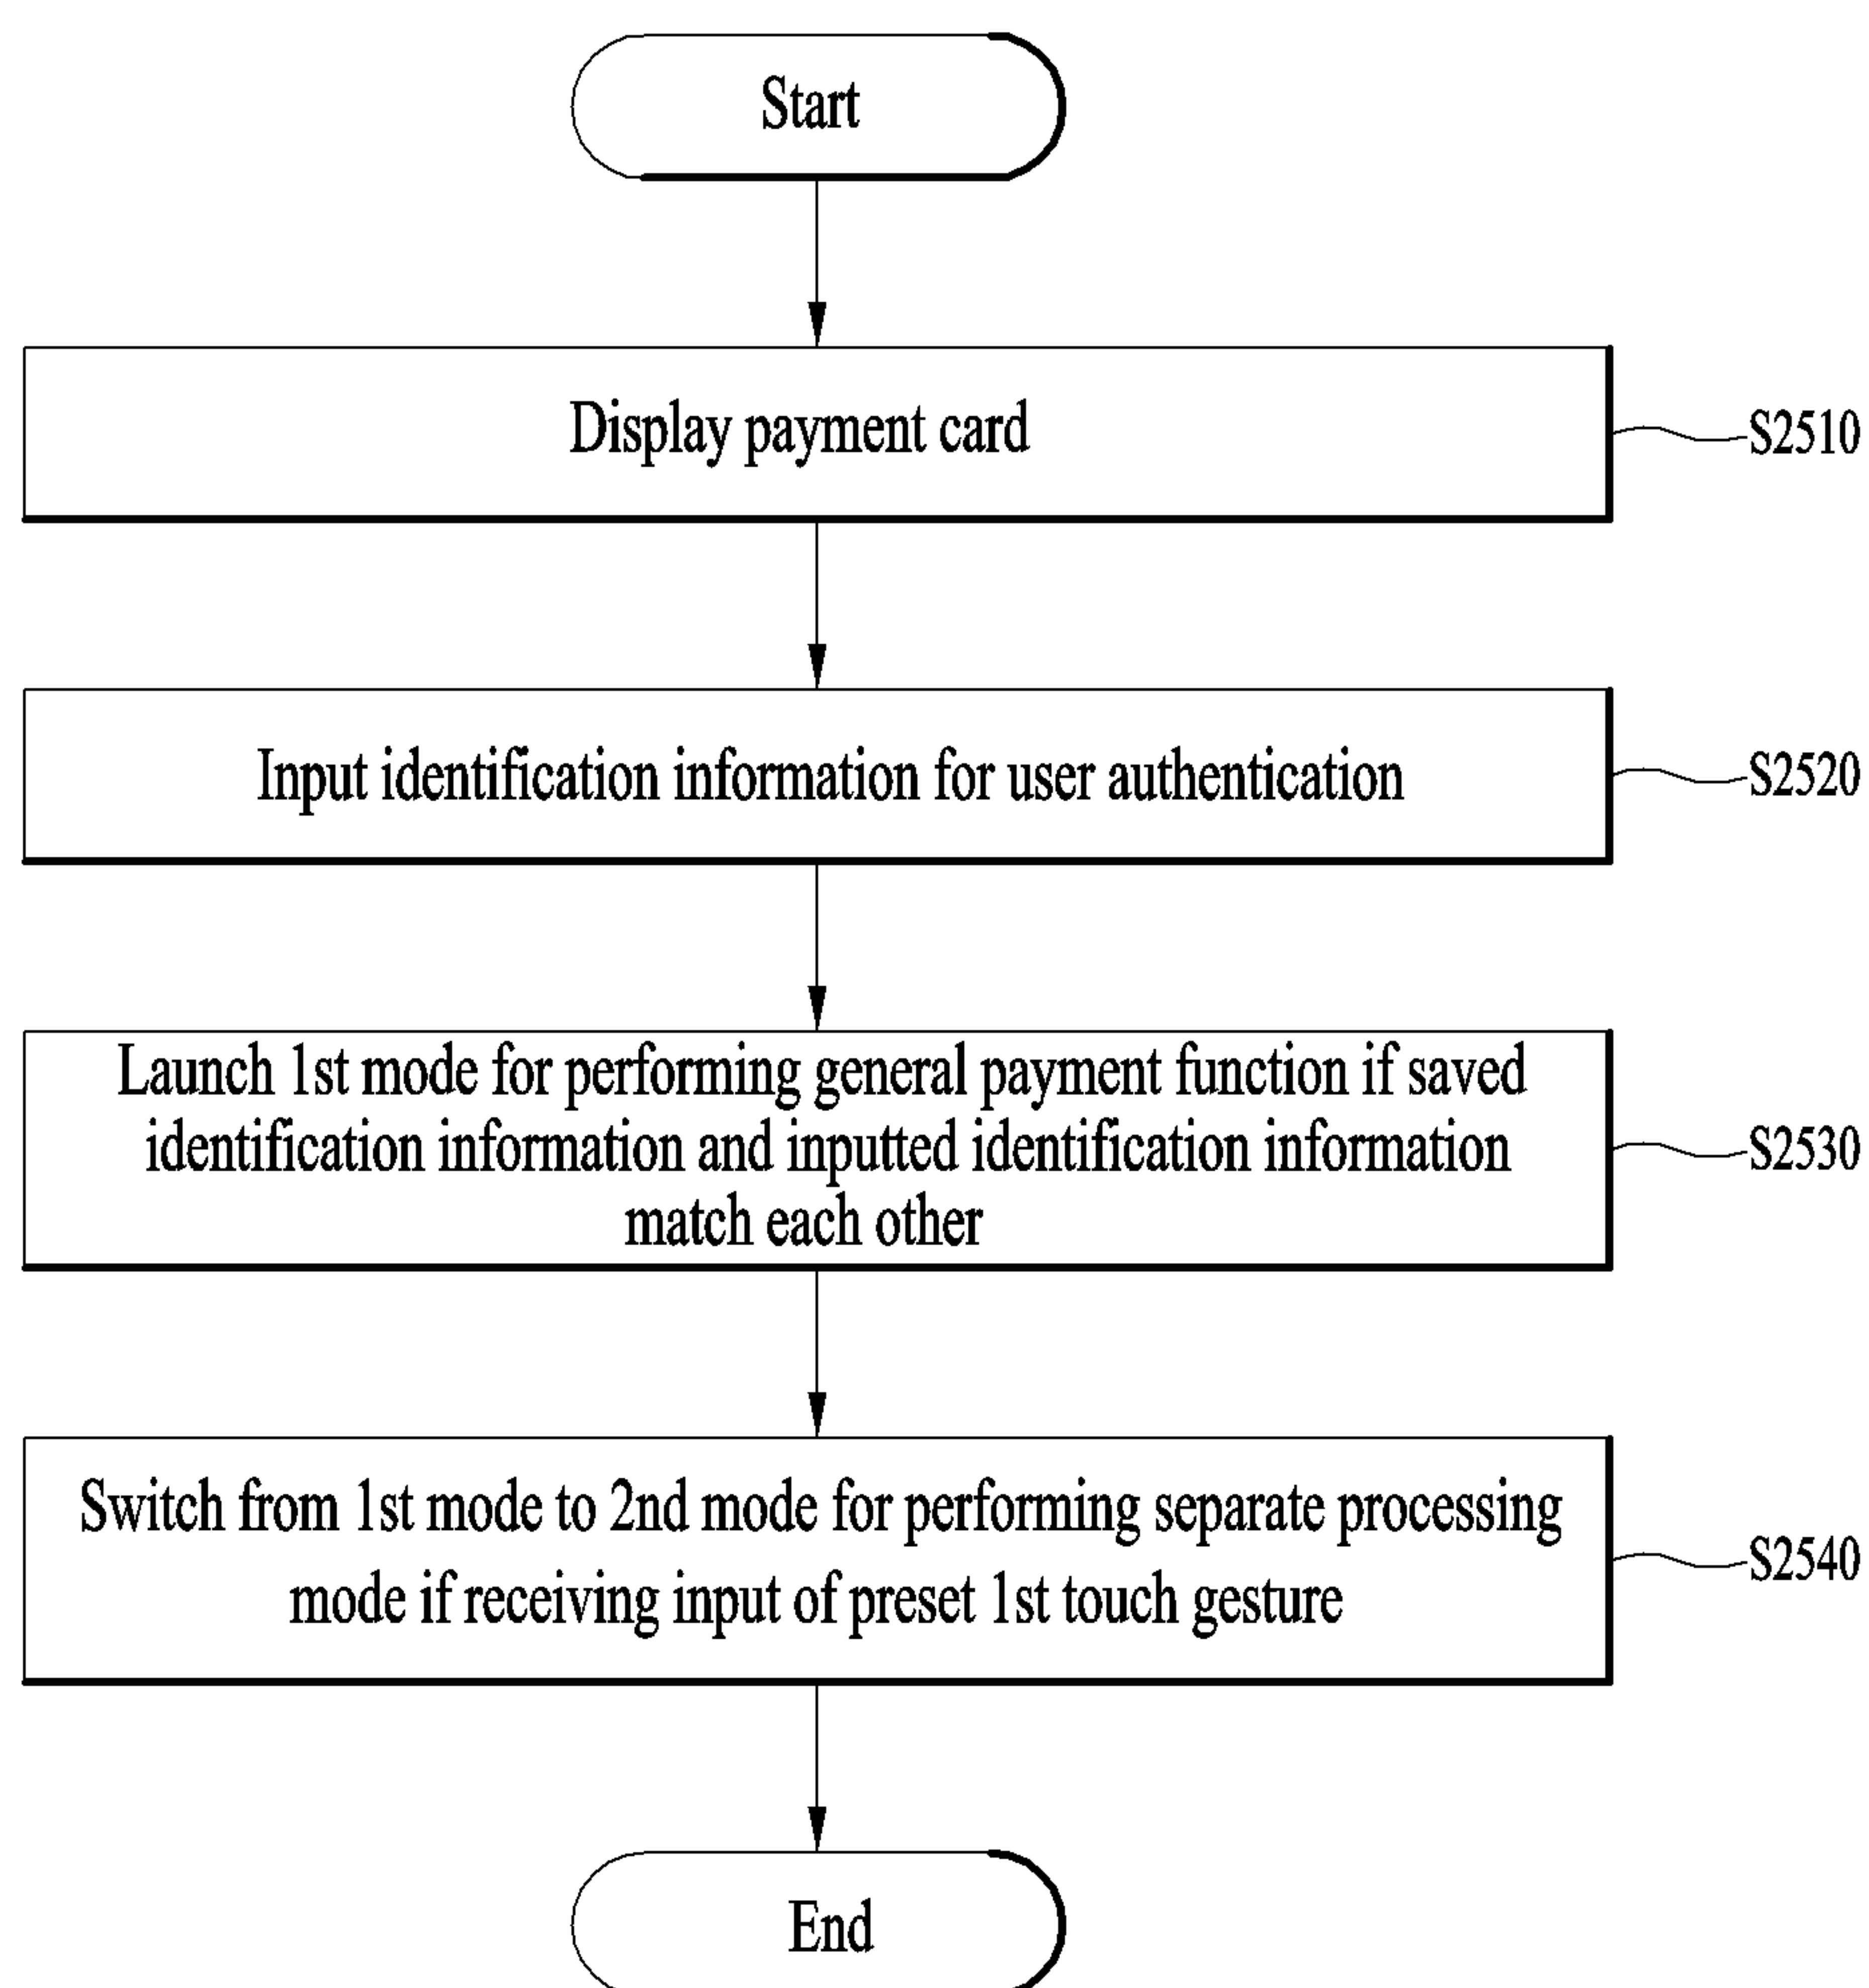 Start
Display payment card
S2510
Input identification information for user authentication
S2520
Launch 1st mode for performing general payment function if saved
identification information and inputted identification information
match each other
S2530
Switch from 1st mode to 2nd mode for performing separate processing
mode if receiving input of preset 1st touch gesture
S2540
End